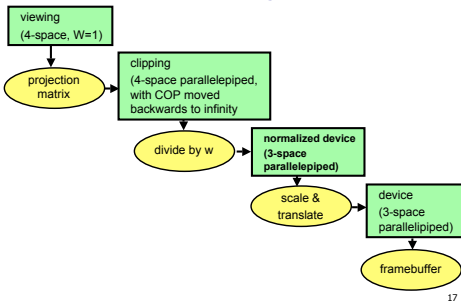 viewing
(4-space, W=1)
projection
matrix
clipping
(4-space parallelepiped,
with COP moved
backwards to infinity
divide by w
normalized device
(3-space
parallelepiped)
scale &
translate
device
(3-space
parallelipiped)
framebuffer
17